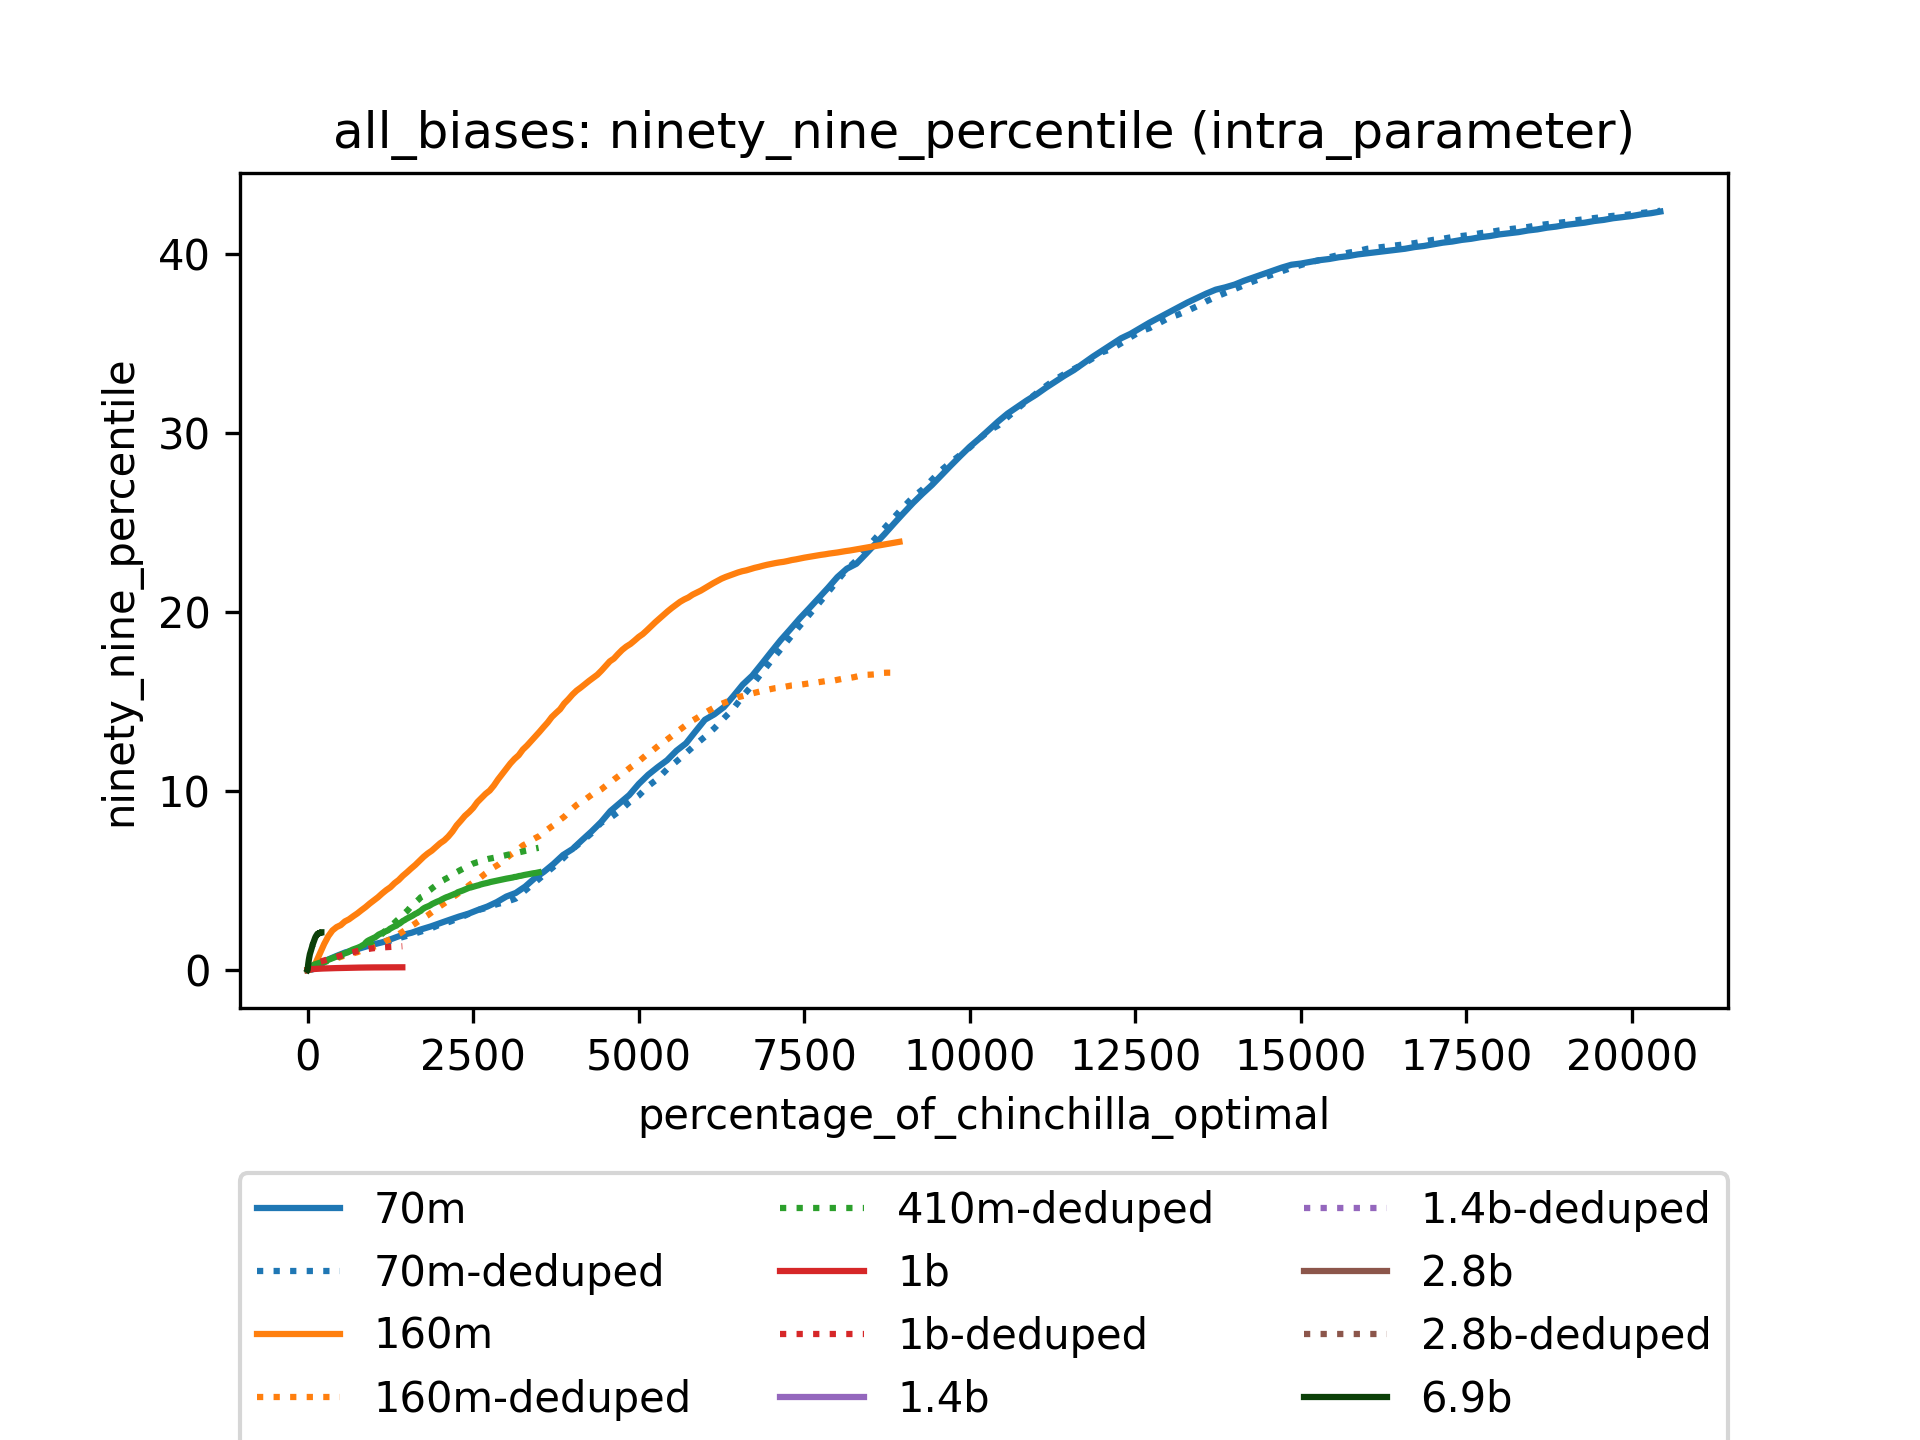 all_biases: ninety_nine_percentile (intra_parameter)
ninety_nine_percentile
40
30
20
10
0
0 2500 5000 7500 10000 12500 15000 17500 20000
percentage_of_chinchilla_optimal
70m 410m-deduped 1.4b-deduped
70m-deduped 1b 2.8b
160m 1b-deduped 2.8b-deduped
160m-deduped 1.4b 6.9b